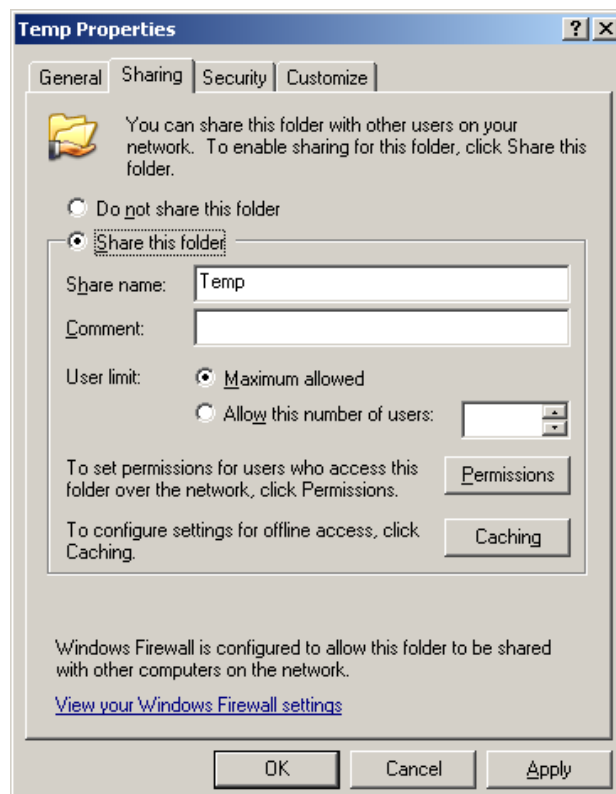 Temp Properties
General Sharing Security Customize
You can share this folder with other users on your
network. To enable sharing for this folder, click Share this
folder.
Do not share this folder
Share this folder
Share name: Temp
Comment:
User limit: Maximum allowed
Allow this number of users:
To set permissions for users who access this
folder over the network, click Permissions.
Permissions
To configure settings for offline access, click
Caching.
Caching
Windows Firewall is configured to allow this folder to be shared
with other computers on the network.
View your Windows Firewall settings
OK Cancel Apply